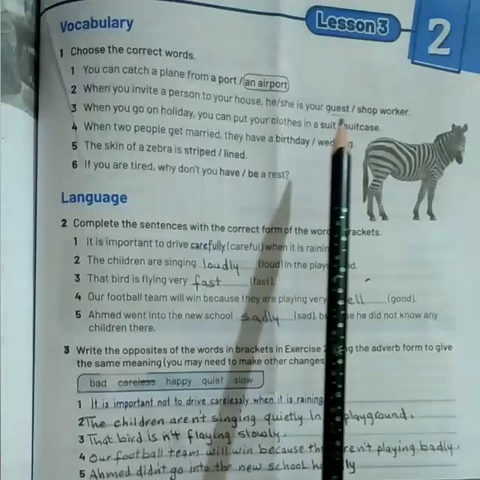 Vocabulary
Lesson 3
2
1 Choose the correct words.
1 You can catch a plane from a port / an airport
2 When you invite a person to your house, he/she is your guest / shop worker.
3 When you go on holiday, you can put your clothes in a suit / suitcase.
4 When two people get married, they have a birthday /
5 The skin of a zebra is striped / lined.
6 If you are tired, why don't you have / be a rest?
Language
2 Complete the sentences with the correct form of the words brackets.
1 It is important to drive carefully (careful) when it is raining
2 The children are singing loudly (loud) in the
3 That bird is flying very fast (fast).
4 Our football team will win because they are playing very (good).
5 Ahmed went into the new school sadly (sad), he did not know any
children there.
3 Write the opposites of the words in brackets in Exercise the adverb form to give
the same meaning (you may need to make other changes
bad careless happy quiet slow
1 It is important not to drive carelessly when it is raining
2 The children aren't singing quietly in playground.
3 That bird is n't flaying slowly.
4 Our football team will win because playing badly.
5 Ahmed didn't go into the new school